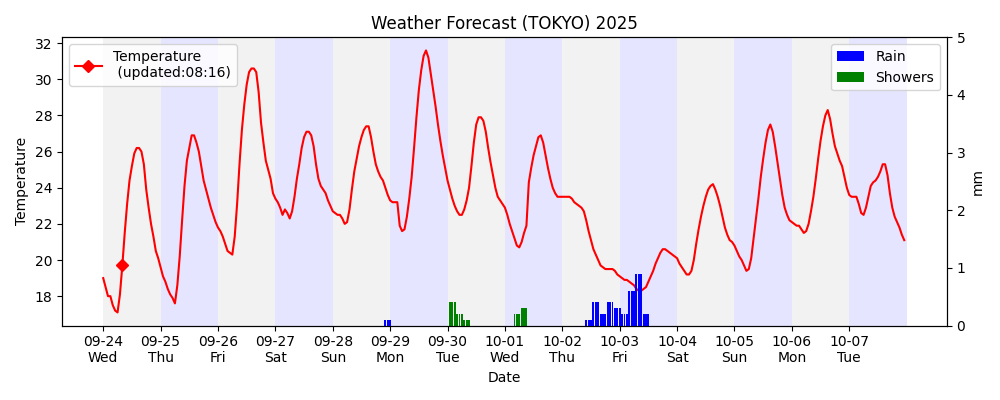 Weather Forecast (TOKYO) 2025
Temperature
(updated:08:16)
Rain
Showers
32
30
28
26
24
22
20
18
Temperature
5
4
3
2
1
0
mm
09-24 09-25 09-26 09-27 09-28 09-29 09-30 10-01 10-02 10-03 10-04 10-05 10-06 10-07
Wed Thu Fri Sat Sun Mon Tue Wed Thu Fri Sat Sun Mon Tue
Date